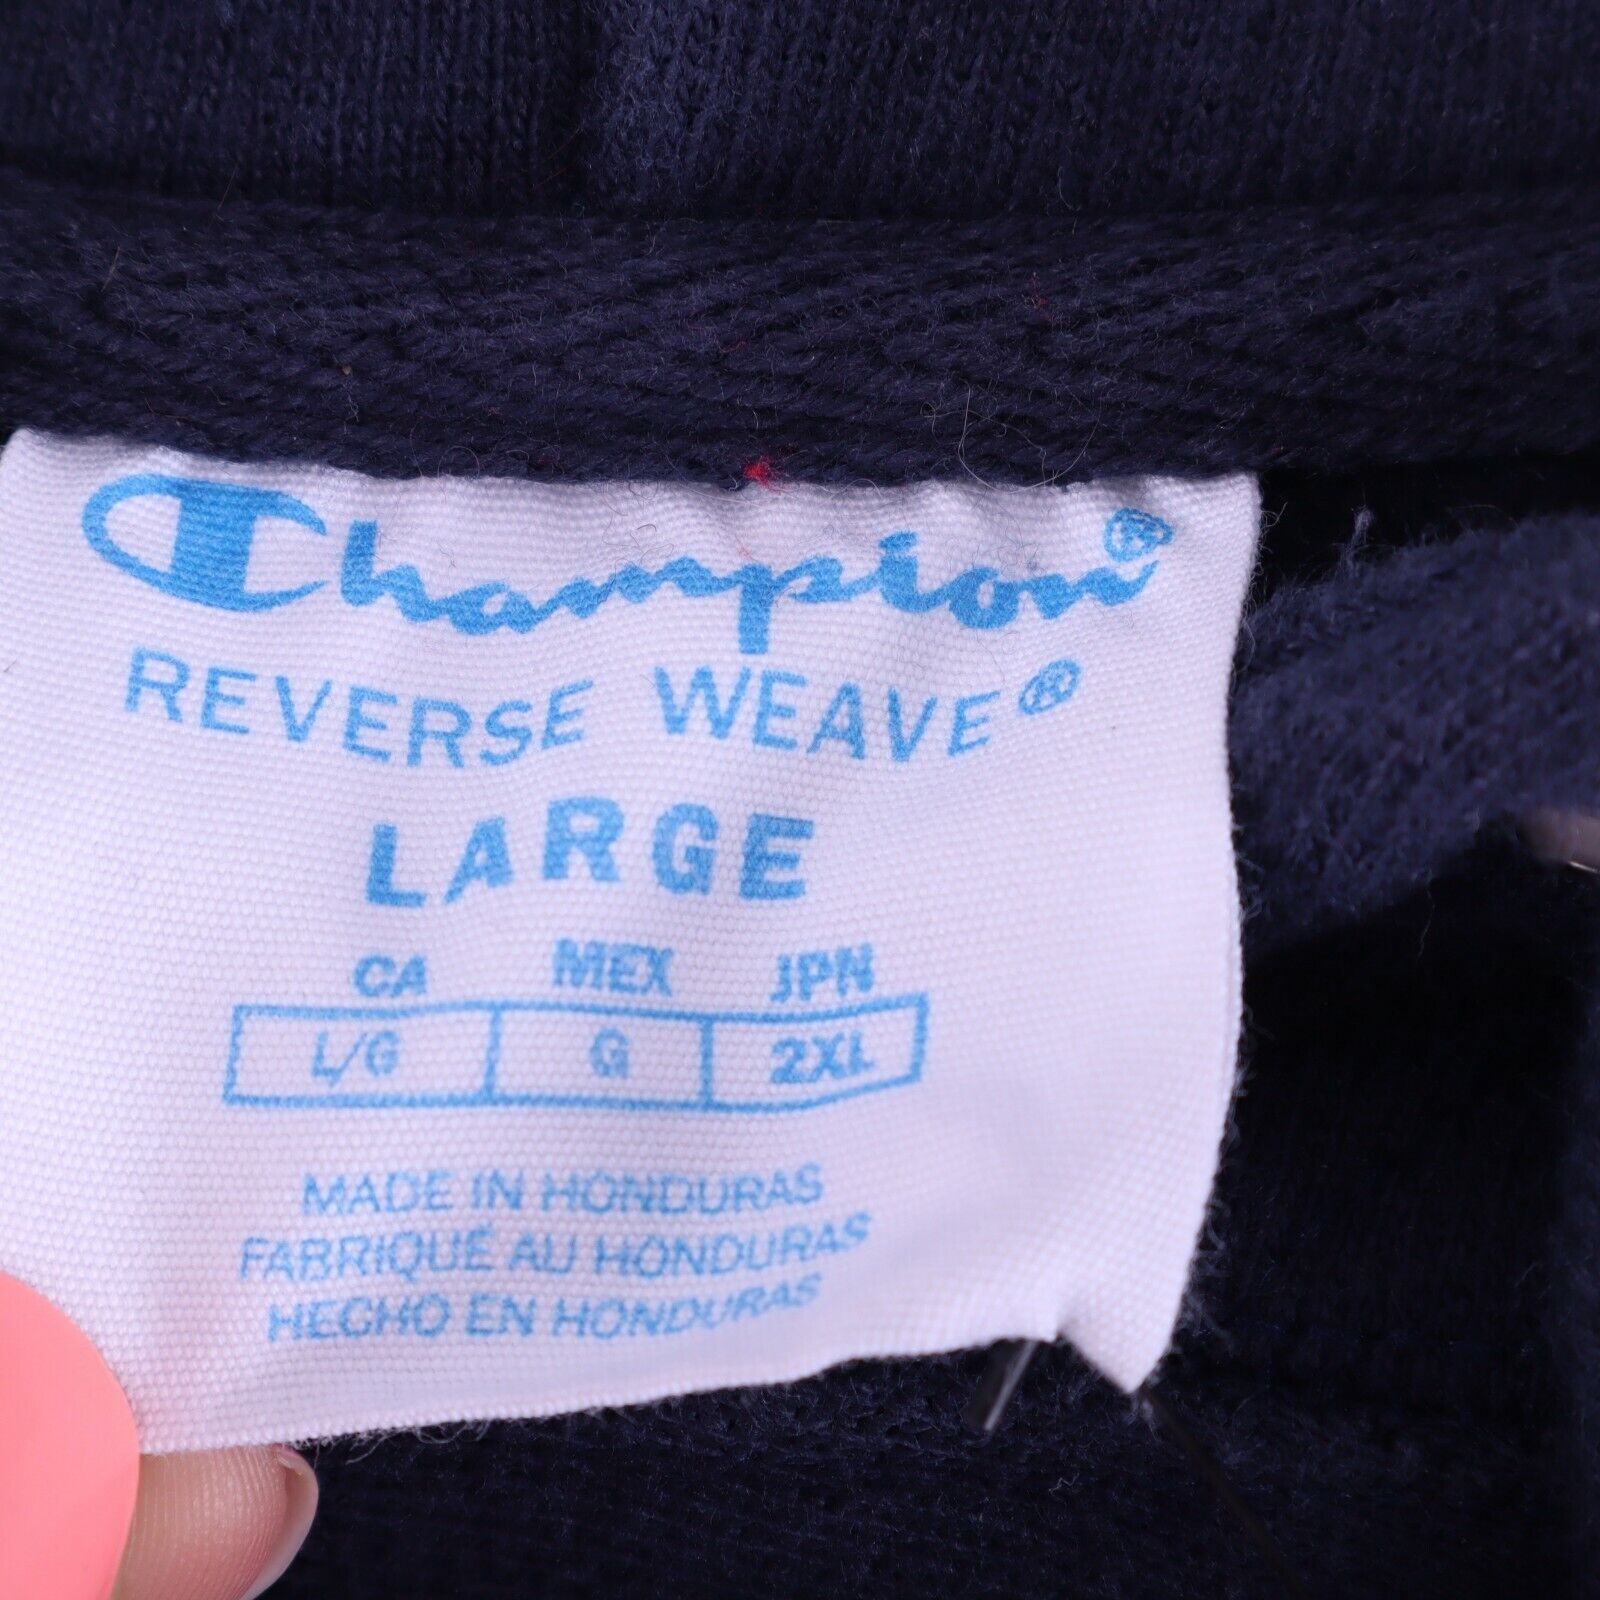 Champion®
REVERSE WEAVE®
LARGE
CA MEX JPN
L/G G 2XL
MADE IN HONDURAS
FABRIQUÉ AU HONDURAS
HECHO EN HONDURAS